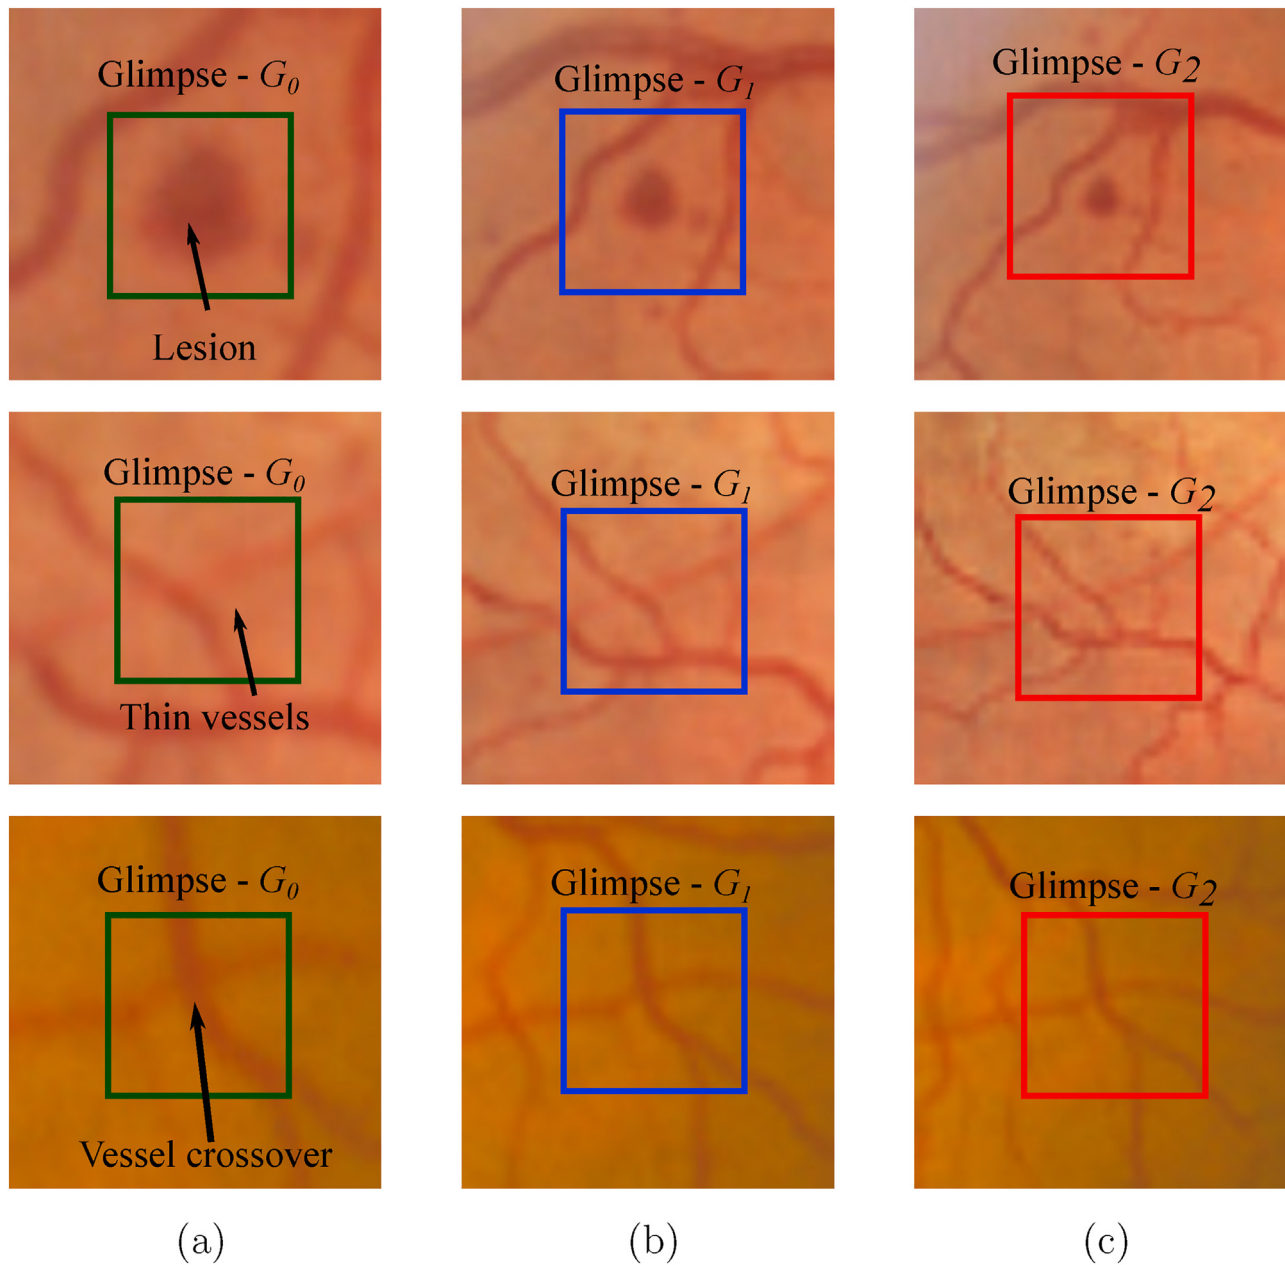 Glimpse - G0
Glimpse - G1
Glimpse - G2
Lesion
Glimpse - G0
Glimpse - G1
Glimpse - G2
Thin vessels
Glimpse - G0
Glimpse - G1
Glimpse - G2
Vessel crossover
(a)
(b)
(c)